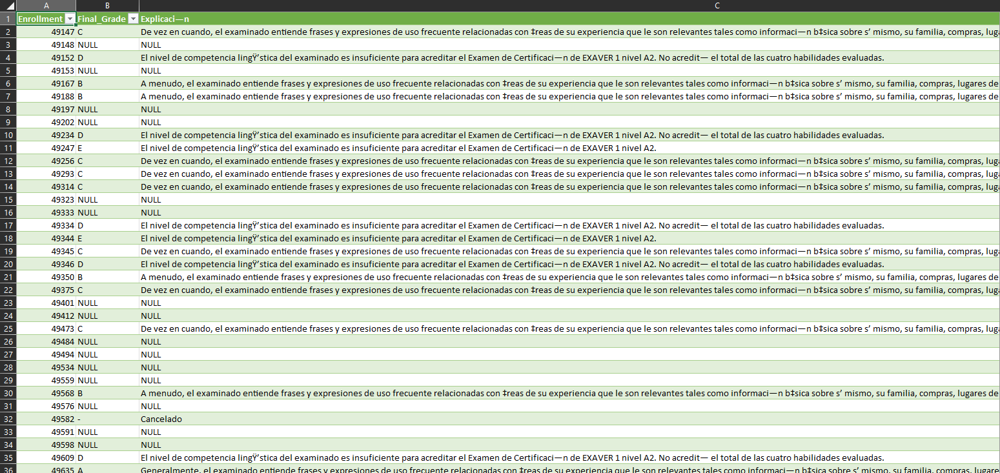 A B C
1 Enrollment Final_Grade Explicaci—n
2 49147 C De vez en cuando, el examinado entiende frases y expresiones de uso frecuente relacionadas con ‡reas de su experiencia que le son relevantes tales como informaci—n b‡sica sobre s’ mismo, su familia, compras, luga
3 49148 NULL NULL
4 49152 D El nivel de competencia lingŸ’stica del examinado es insuficiente para acreditar el Examen de Certificaci—n de EXAVER 1 nivel A2. No acredit— el total de las cuatro habilidades evaluadas.
5 49153 NULL NULL
6 49167 B A menudo, el examinado entiende frases y expresiones de uso frecuente relacionadas con ‡reas de su experiencia que le son relevantes tales como informaci—n b‡sica sobre s’ mismo, su familia, compras, lugares de
7 49188 B A menudo, el examinado entiende frases y expresiones de uso frecuente relacionadas con ‡reas de su experiencia que le son relevantes tales como informaci—n b‡sica sobre s’ mismo, su familia, compras, lugares de
8 49197 NULL NULL
9 49202 NULL NULL
10 49234 D El nivel de competencia lingŸ’stica del examinado es insuficiente para acreditar el Examen de Certificaci—n de EXAVER 1 nivel A2. No acredit— el total de las cuatro habilidades evaluadas.
11 49247 E El nivel de competencia lingŸ’stica del examinado es insuficiente para acreditar el Examen de Certificaci—n de EXAVER 1 nivel A2.
12 49256 C De vez en cuando, el examinado entiende frases y expresiones de uso frecuente relacionadas con ‡reas de su experiencia que le son relevantes tales como informaci—n b‡sica sobre s’ mismo, su familia, compras, luga
13 49293 C De vez en cuando, el examinado entiende frases y expresiones de uso frecuente relacionadas con ‡reas de su experiencia que le son relevantes tales como informaci—n b‡sica sobre s’ mismo, su familia, compras, luga
14 49314 C De vez en cuando, el examinado entiende frases y expresiones de uso frecuente relacionadas con ‡reas de su experiencia que le son relevantes tales como informaci—n b‡sica sobre s’ mismo, su familia, compras, luga
15 49323 NULL NULL
16 49333 NULL NULL
17 49334 D El nivel de competencia lingŸ’stica del examinado es insuficiente para acreditar el Examen de Certificaci—n de EXAVER 1 nivel A2. No acredit— el total de las cuatro habilidades evaluadas.
18 49344 E El nivel de competencia lingŸ’stica del examinado es insuficiente para acreditar el Examen de Certificaci—n de EXAVER 1 nivel A2.
19 49345 C De vez en cuando, el examinado entiende frases y expresiones de uso frecuente relacionadas con ‡reas de su experiencia que le son relevantes tales como informaci—n b‡sica sobre s’ mismo, su familia, compras, luga
20 49346 D El nivel de competencia lingŸ’stica del examinado es insuficiente para acreditar el Examen de Certificaci—n de EXAVER 1 nivel A2. No acredit— el total de las cuatro habilidades evaluadas.
21 49350 B A menudo, el examinado entiende frases y expresiones de uso frecuente relacionadas con ‡reas de su experiencia que le son relevantes tales como informaci—n b‡sica sobre s’ mismo, su familia, compras, lugares de
22 49375 C De vez en cuando, el examinado entiende frases y expresiones de uso frecuente relacionadas con ‡reas de su experiencia que le son relevantes tales como informaci—n b‡sica sobre s’ mismo, su familia, compras, luga
23 49401 NULL NULL
24 49412 NULL NULL
25 49473 C De vez en cuando, el examinado entiende frases y expresiones de uso frecuente relacionadas con ‡reas de su experiencia que le son relevantes tales como informaci—n b‡sica sobre s’ mismo, su familia, compras, luga
26 49484 NULL NULL
27 49494 NULL NULL
28 49534 NULL NULL
29 49559 NULL NULL
30 49568 B A menudo, el examinado entiende frases y expresiones de uso frecuente relacionadas con ‡reas de su experiencia que le son relevantes tales como informaci—n b‡sica sobre s’ mismo, su familia, compras, lugares de
31 49576 NULL NULL
32 49582 - Cancelado
33 49591 NULL NULL
34 49598 NULL NULL
35 49609 D El nivel de competencia lingŸ’stica del examinado es insuficiente para acreditar el Examen de Certificaci—n de EXAVER 1 nivel A2. No acredit— el total de las cuatro habilidades evaluadas.
36 49635 A Generalmente, el examinado entiende frases y expresiones de uso frecuente relacionadas con ‡reas de su experiencia que le son relevantes tales como informaci—n b‡sica sobre s’ mismo, su familia, compras, lugare